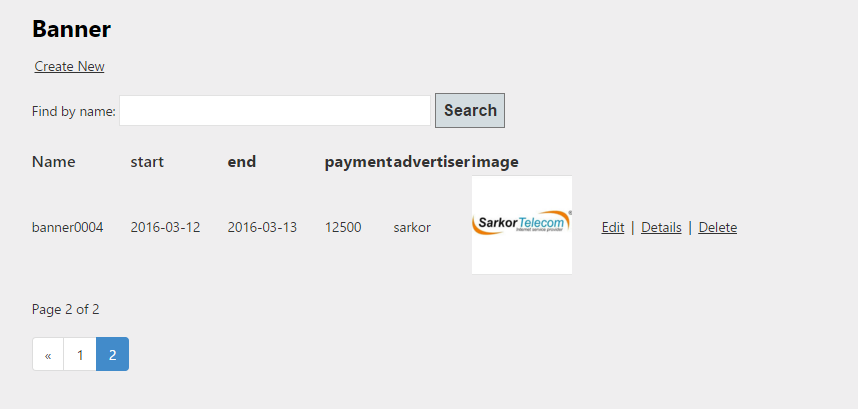 Banner
Create New
Find by name: Search
Name start end payment advertiser image
banner0004 2016-03-12 2016-03-13 12500 sarkor SarkorTelecom Edit | Details | Delete
internet service provider
Page 2 of 2
« 1 2